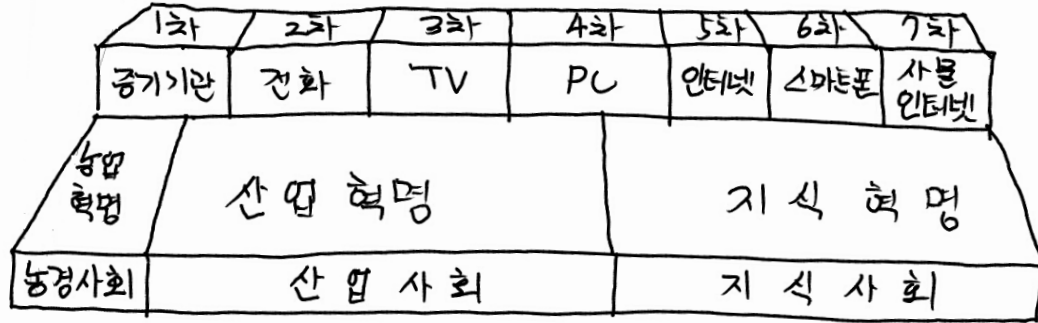 1차 2차 3차 4차 5차 6차 7차
증기기관 전화 TV PC 인터넷 스마트폰 사물
인터넷
농업
혁명 산업혁명 지식혁명
농경사회 산업사회 지식사회